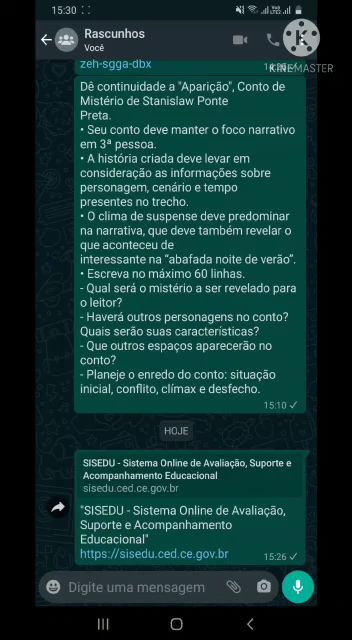 15:30
Rascunhos
Você
KINEMASTER
zeh-sgga-dbx
Dê continuidade a "Aparição", Conto de
Mistério de Stanislaw Ponte
Preta.
• Seu conto deve manter o foco narrativo
em 3ª pessoa.
• A história criada deve levar em
consideração as informações sobre
personagem, cenário e tempo
presentes no trecho.
• O clima de suspense deve predominar
na narrativa, que deve também revelar o
que aconteceu de
interessante na “abafada noite de verão”.
• Escreva no máximo 60 linhas.
- Qual será o mistério a ser revelado para
o leitor?
- Haverá outros personagens no conto?
Quais serão suas características?
- Que outros espaços aparecerão no
conto?
- Planeje o enredo do conto: situação
inicial, conflito, clímax e desfecho.
15:10
HOJE
SISEDU - Sistema Online de Avaliação, Suporte e
Acompanhamento Educacional
sisedu.ced.ce.gov.br
"SISEDU - Sistema Online de Avaliação,
Suporte e Acompanhamento
Educacional"
https://sisedu.ced.ce.gov.br
15:26
Digite uma mensagem